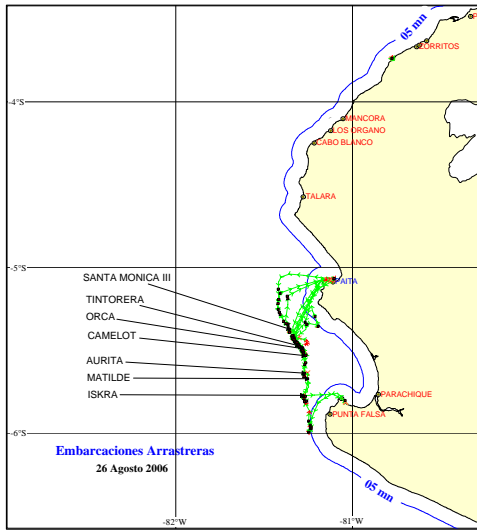 05 mn
ZORRITOS
-4°S
MANCORA
LOS ORGANO
CABO BLANCO
TALARA
-5°S
PAITA
SANTA MONICA III
TINTORERA
ORCA
CAMELOT
AURITA
MATILDE
ISKRA
PARACHIQUE
PUNTA FALSA
-6°S
Embarcaciones Arrastreras
26 Agosto 2006
05 mn
-82°W
-81°W